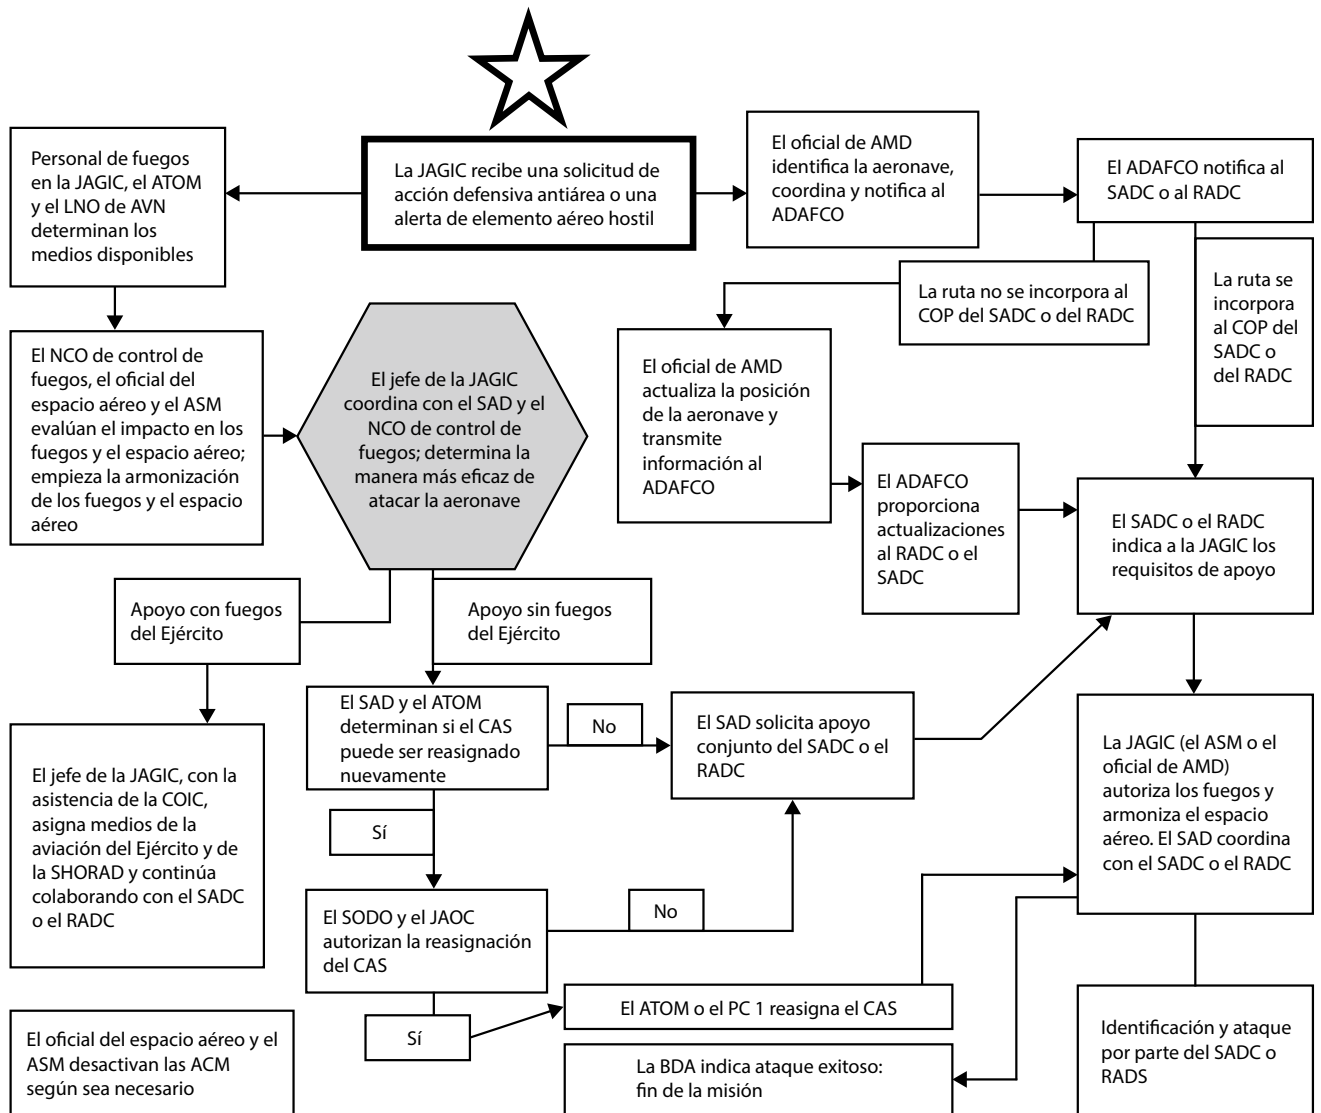 La JAGIC recibe una solicitud de
acción defensiva antiárea o una
alerta de elemento aéreo hostil
Personal de fuegos
en la JAGIC, el ATOM
y el LNO de AVN
determinan los
medios disponibles
El oficial de AMD
identifica la aeronave,
coordina y notifica al
ADAFCO
El ADAFCO notifica al
SADC o al RADC
La ruta no se incorpora al
COP del SADC o del RADC
La ruta se
incorpora
al COP del
SADC o
del RADC
El NCO de control de
fuegos, el oficial del
espacio aéreo y el ASM
evalúan el impacto en los
fuegos y el espacio aéreo;
empieza la armonización
de los fuegos y el espacio
aéreo
El jefe de la JAGIC
coordina con el SAD y el
NCO de control de
fuegos; determina la
manera más eficaz de
atacar la aeronave
El oficial de AMD
actualiza la posición
de la aeronave y
transmite
información al
ADAFCO
El ADAFCO
proporciona
actualizaciones
al RADC o el
SADC
El SADC o el RADC
indica a la JAGIC los
requisitos de apoyo
Apoyo con fuegos
del Ejército
Apoyo sin fuegos
del Ejército
El SAD y el ATOM
determinan si el CAS
puede ser reasignado
nuevamente
No
El SAD solicita apoyo
conjunto del SADC o el
RADC
El jefe de la JAGIC, con la
asistencia de la COIC,
asigna medios de la
aviación del Ejército y de
la SHORAD y continúa
colaborando con el SADC
o el RADC
Sí
La JAGIC (el ASM o el
oficial de AMD)
autoriza los fuegos y
armoniza el espacio
aéreo. El SAD coordina
con el SADC o el RADC
El SODO y el JAOC
autorizan la reasignación
del CAS
No
Sí
El ATOM o el PC 1 reasigna el CAS
El oficial del espacio aéreo y el
ASM desactivan las ACM
según sea necesario
La BDA indica ataque exitoso:
fin de la misión
Identificación y ataque
por parte del SADC o
RADS